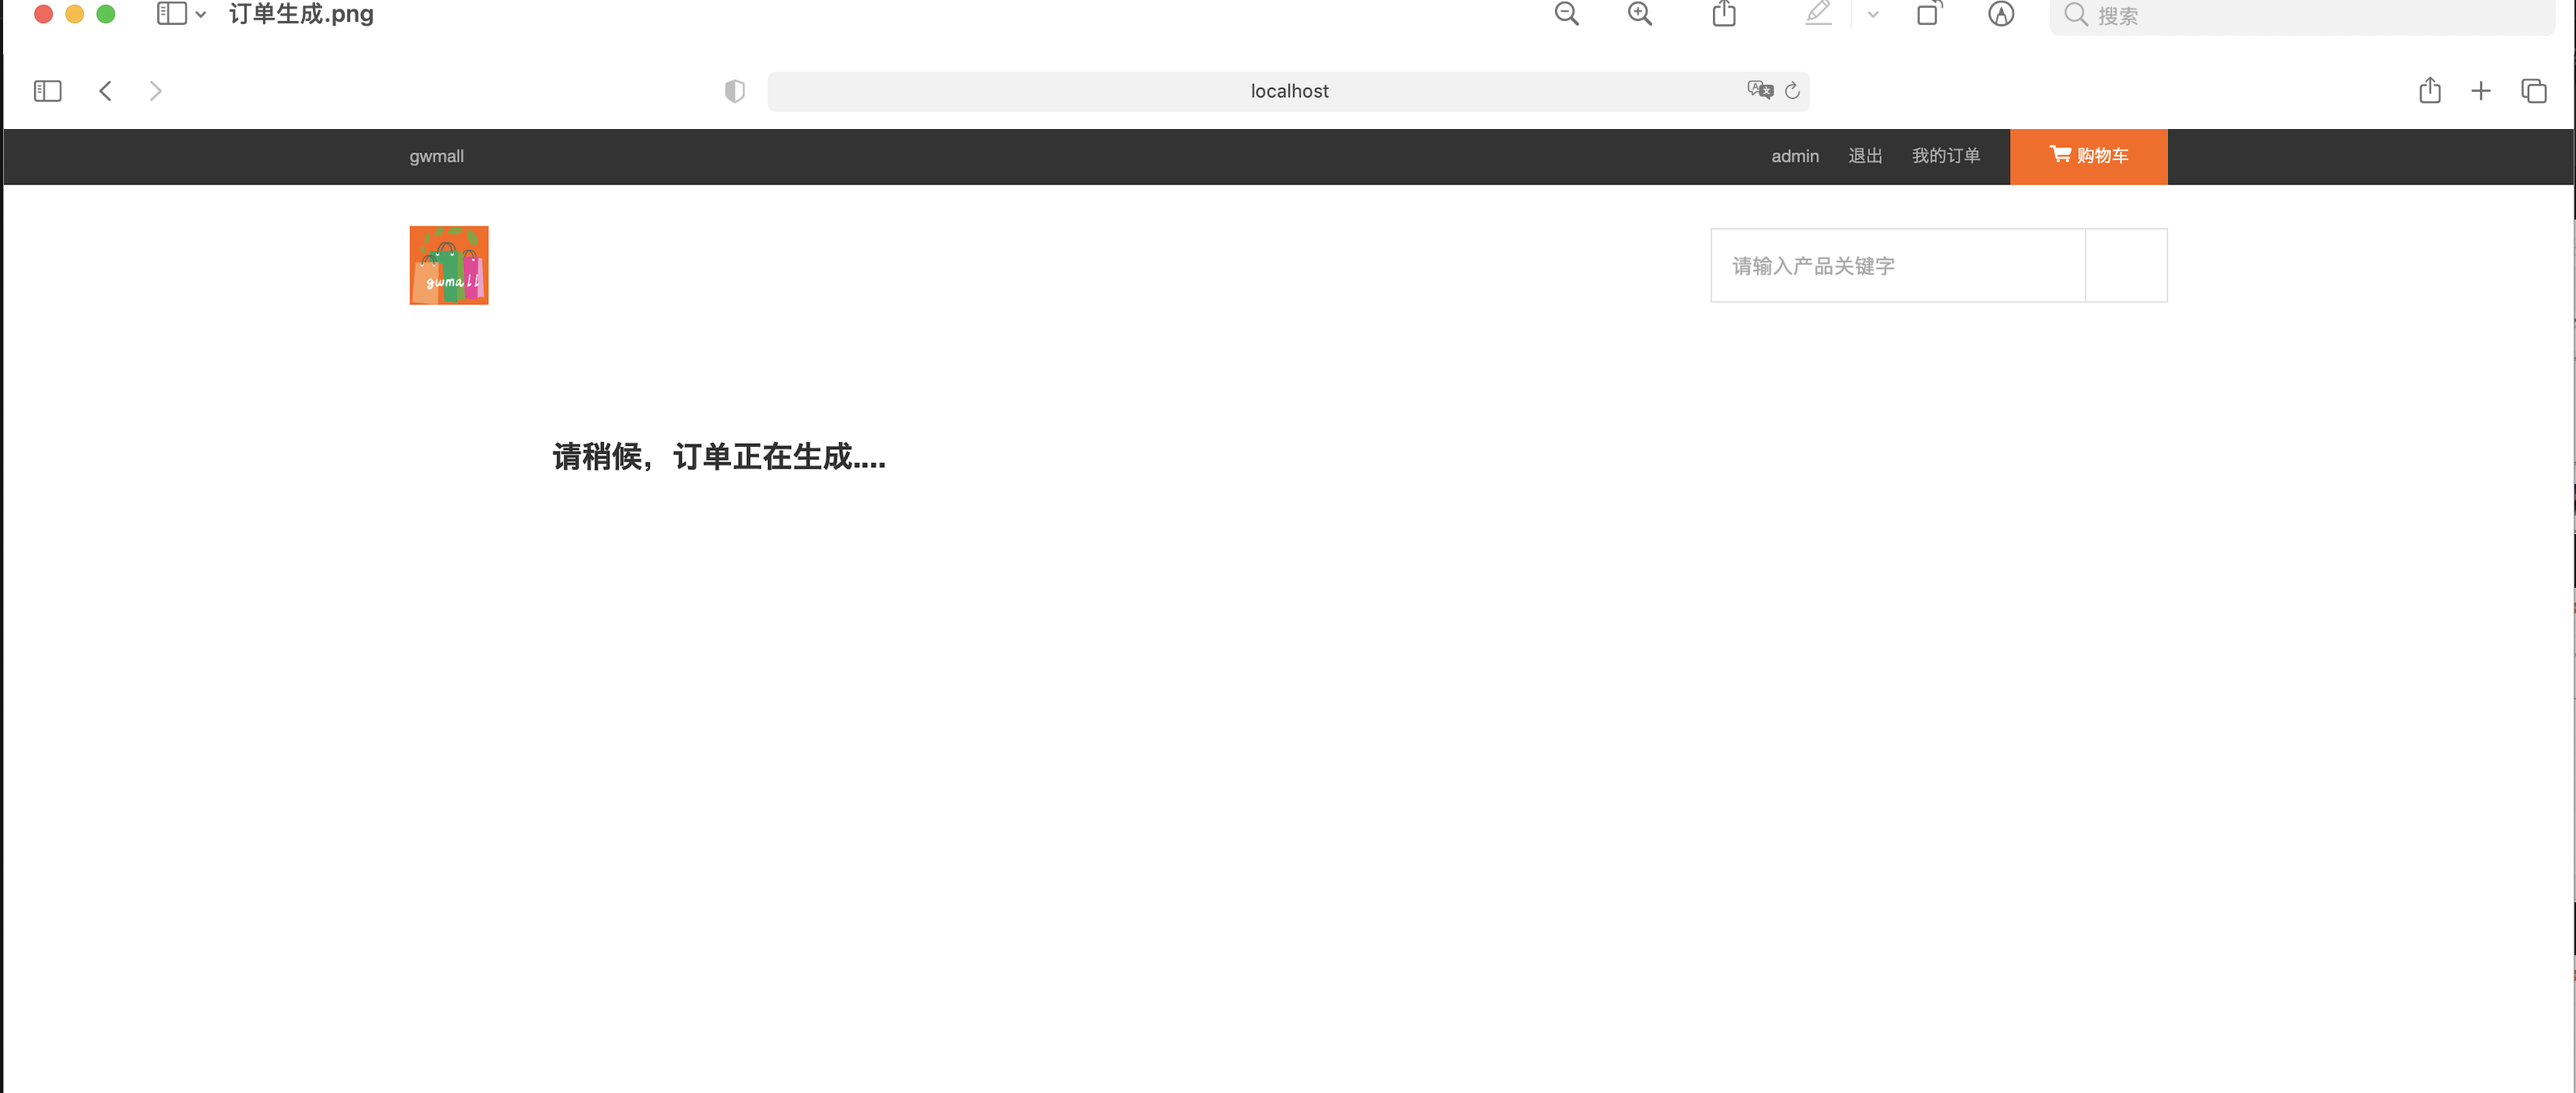 订单生成.png
搜索
localhost
gwmall
admin 退出 我的订单 购物车
gwmall
请输入产品关键字
请稍候，订单正在生成....